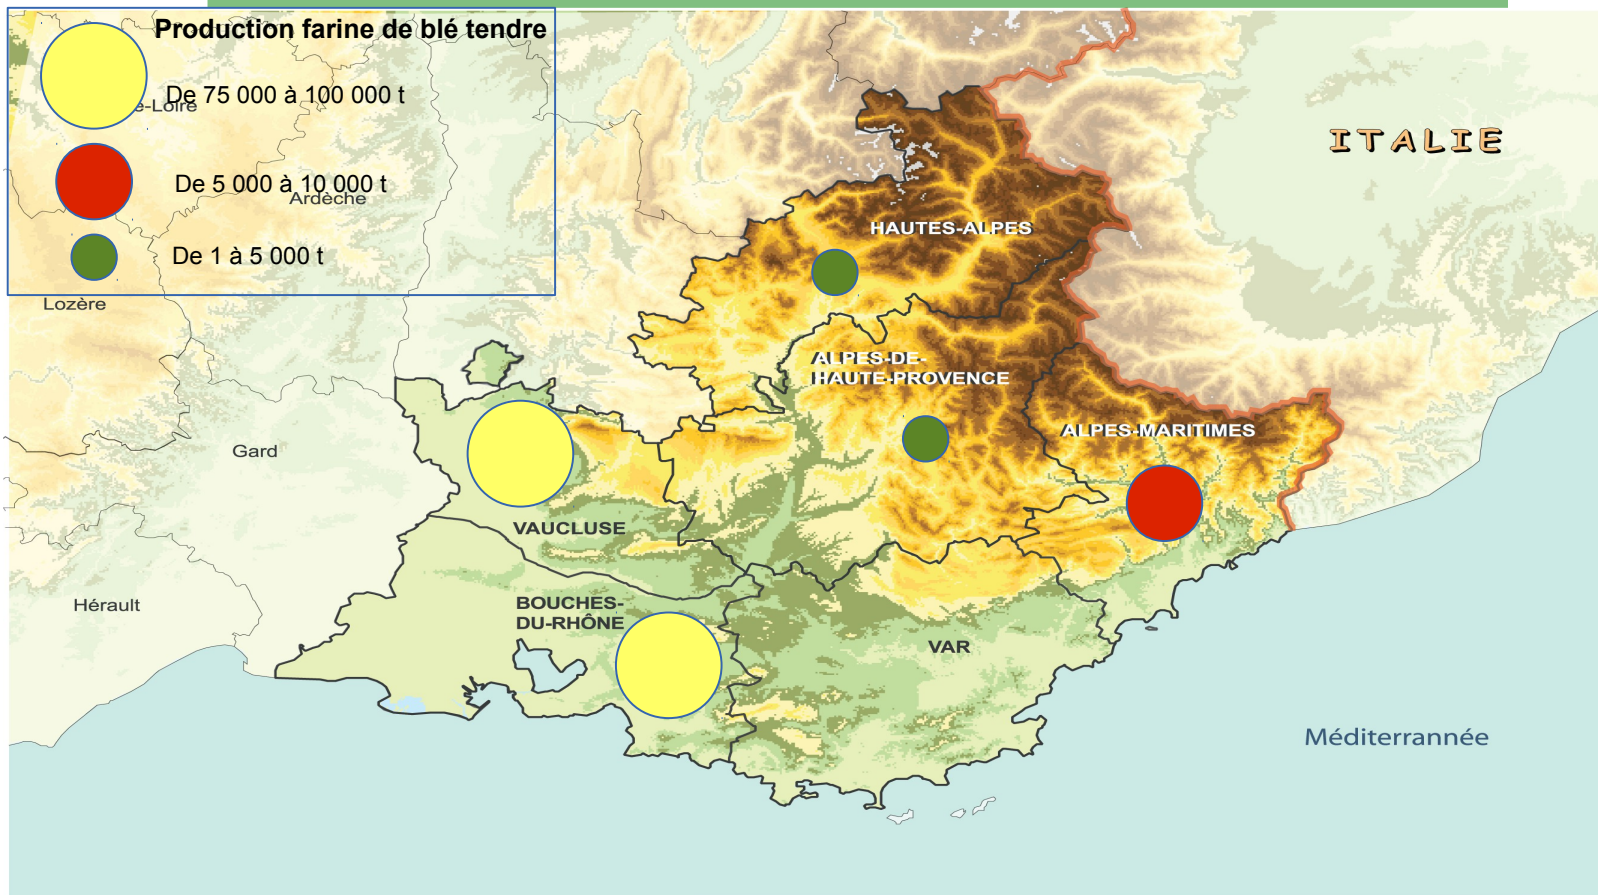 Production farine de blé tendre
De 75 000 à 100 000 t
e-Loire
De 5 000 à 10 000 t
Ardèche
De 1 à 5 000 t
Lozère
ITALIE
HAUTES-ALPES
ALPES-DE-
HAUTE-PROVENCE
ALPES-MARITIMES
Gard
VAUCLUSE
Hérault
BOUCHES-
DU-RHÔNE
VAR
Méditerrannée